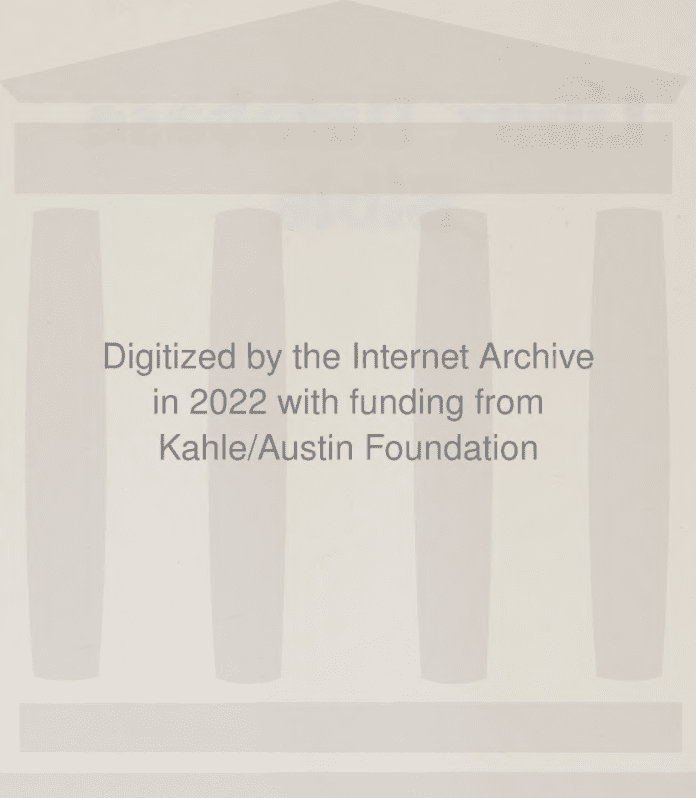 Digitized by the Internet Archive
in 2022 with funding from
Kahle/Austin Foundation